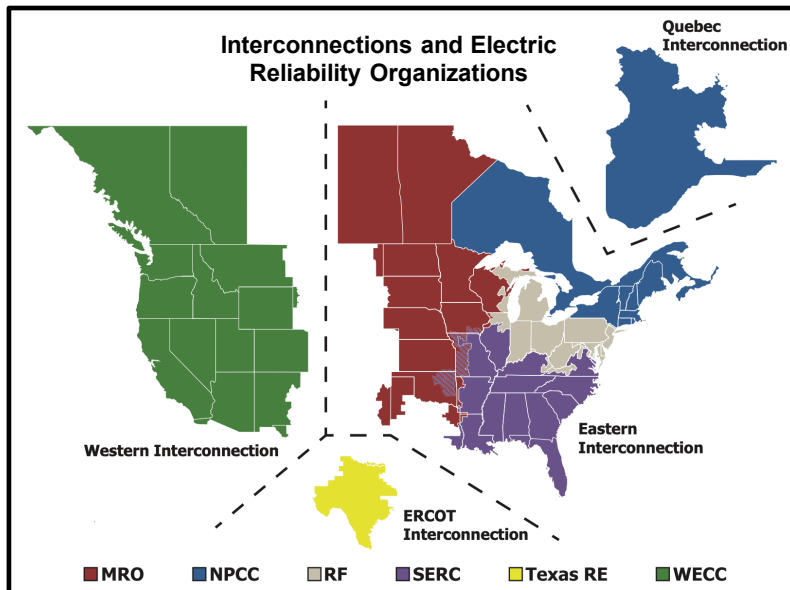 Interconnections and Electric
Reliability Organizations
Quebec
Interconnection
Western Interconnection
Eastern
Interconnection
ERCOT
Interconnection
MRO NPCC RF SERC Texas RE WECC